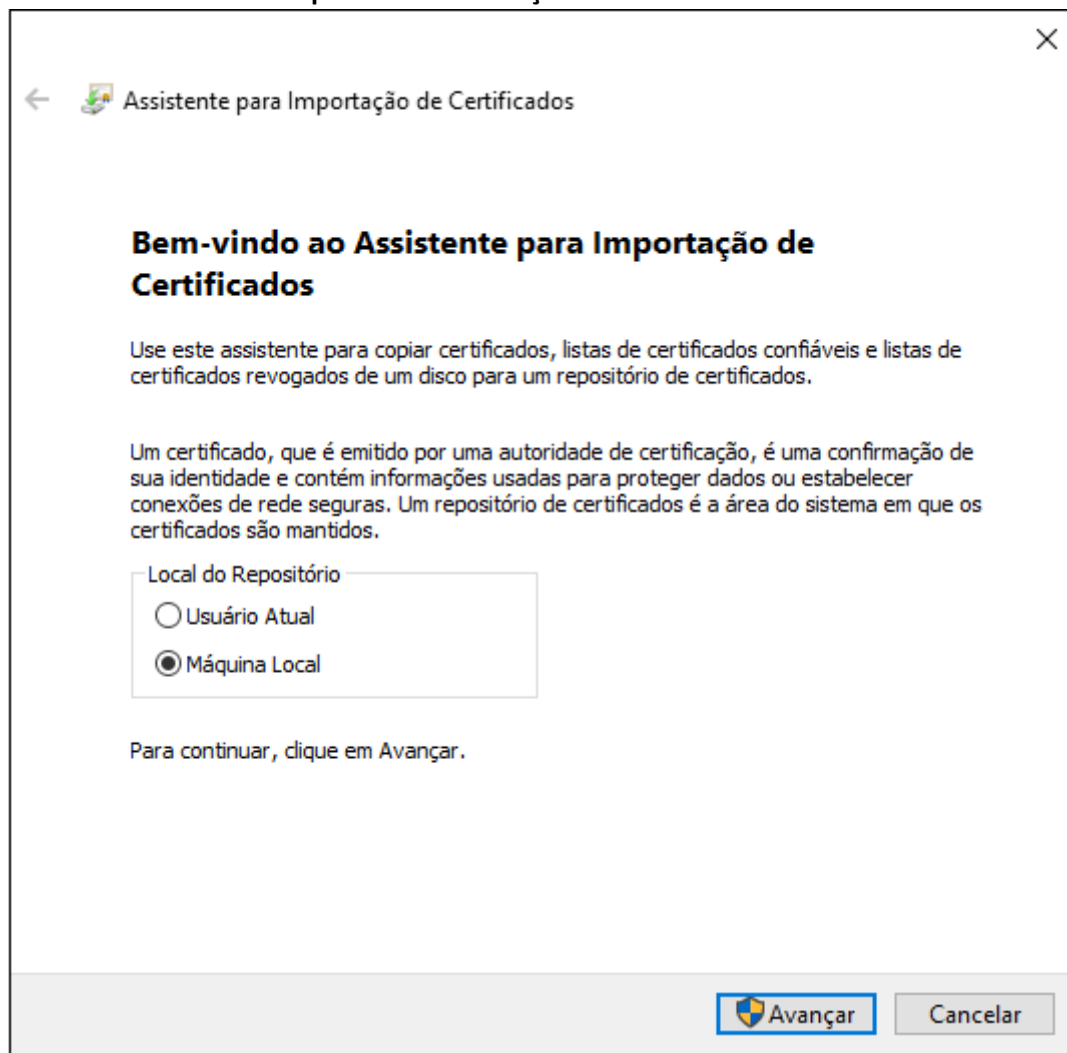 Assistente para Importação de Certificados
Bem-vindo ao Assistente para Importação de
Certificados
Use este assistente para copiar certificados, listas de certificados confiáveis e listas de
certificados revogados de um disco para um repositório de certificados.
Um certificado, que é emitido por uma autoridade de certificação, é uma confirmação de
sua identidade e contém informações usadas para proteger dados ou estabelecer
conexões de rede seguras. Um repositório de certificados é a área do sistema em que os
certificados são mantidos.
Local do Repositório
Usuário Atual
Máquina Local
Para continuar, clique em Avançar.
Avançar
Cancelar